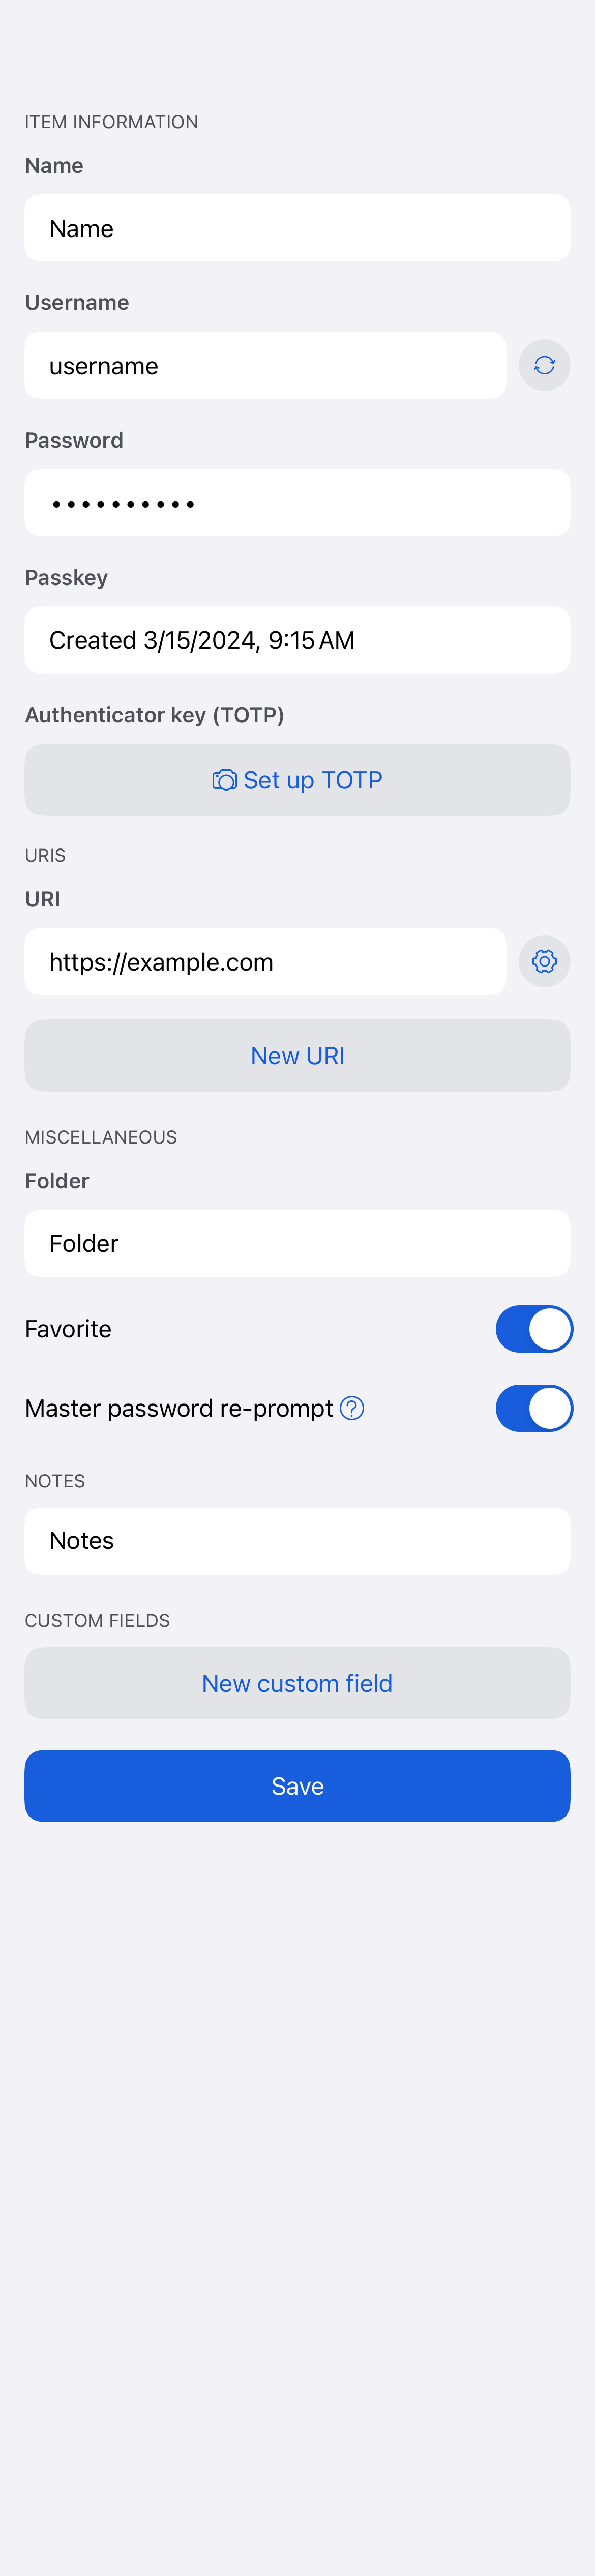 ITEM INFORMATION
Name
Name
Username
username
Password
••••••••••
Passkey
Created 3/15/2024, 9:15 AM
Authenticator key (TOTP)
Set up TOTP
URIS
URI
https://example.com
New URI
MISCELLANEOUS
Folder
Folder
Favorite
Master password re-prompt
NOTES
Notes
CUSTOM FIELDS
New custom field
Save